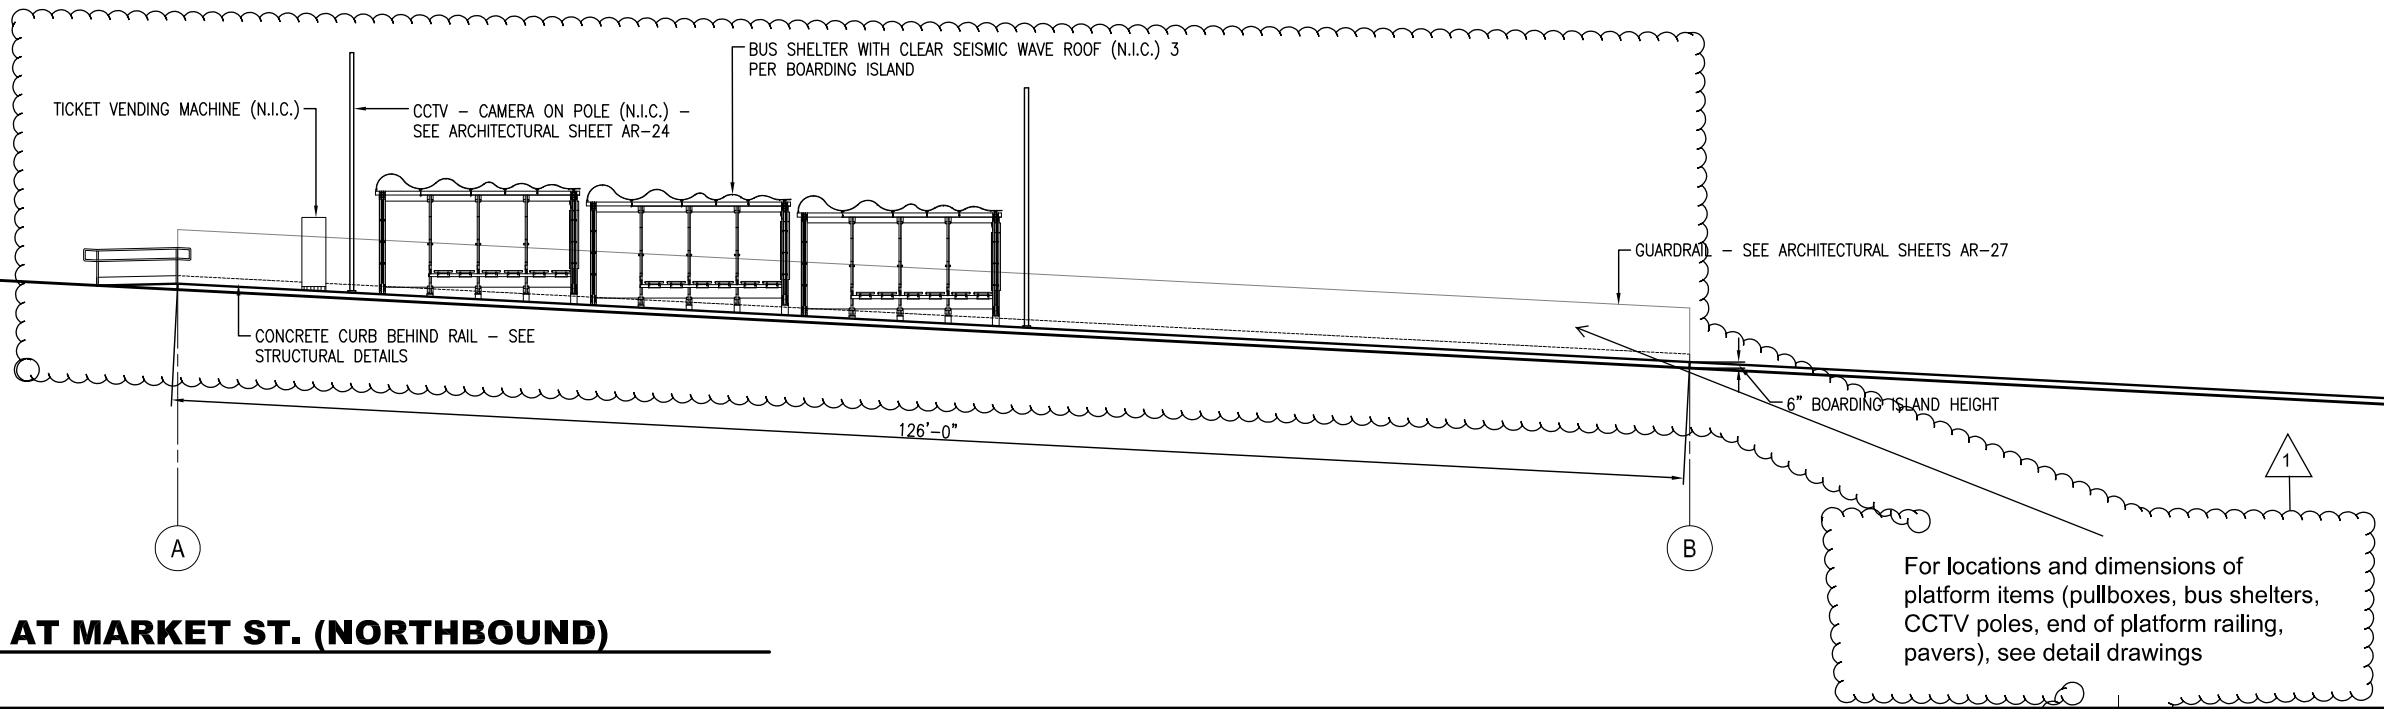 BUS SHELTER WITH CLEAR SEISMIC WAVE ROOF (N.I.C.) 3
PER BOARDING ISLAND
TICKET VENDING MACHINE (N.I.C.)
CCTV – CAMERA ON POLE (N.I.C.) –
SEE ARCHITECTURAL SHEET AR–24
GUARDRAIL – SEE ARCHITECTURAL SHEETS AR–27
CONCRETE CURB BEHIND RAIL – SEE
STRUCTURAL DETAILS
6" BOARDING ISLAND HEIGHT
126'–0"
1
A
B
For locations and dimensions of
platform items (pullboxes, bus shelters,
CCTV poles, end of platform railing,
pavers), see detail drawings
AT MARKET ST. (NORTHBOUND)